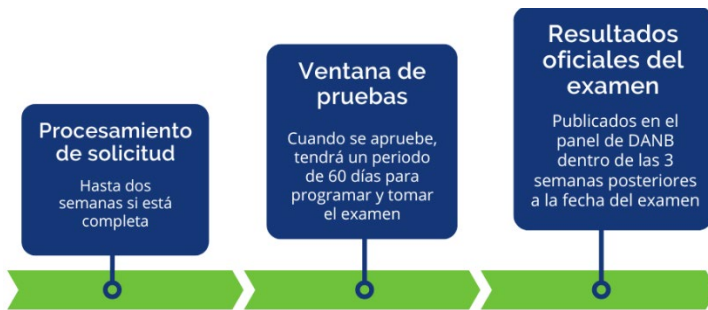 Procesamiento
de solicitud
Hasta dos
semanas si está
completa
Ventana de
pruebas
Cuando se apruebe,
tendrá un periodo
de 60 días para
programar y tomar
el examen
Resultados
oficiales del
examen
Publicados en el
panel de DANB
dentro de las 3
semanas posteriores
a la fecha del examen